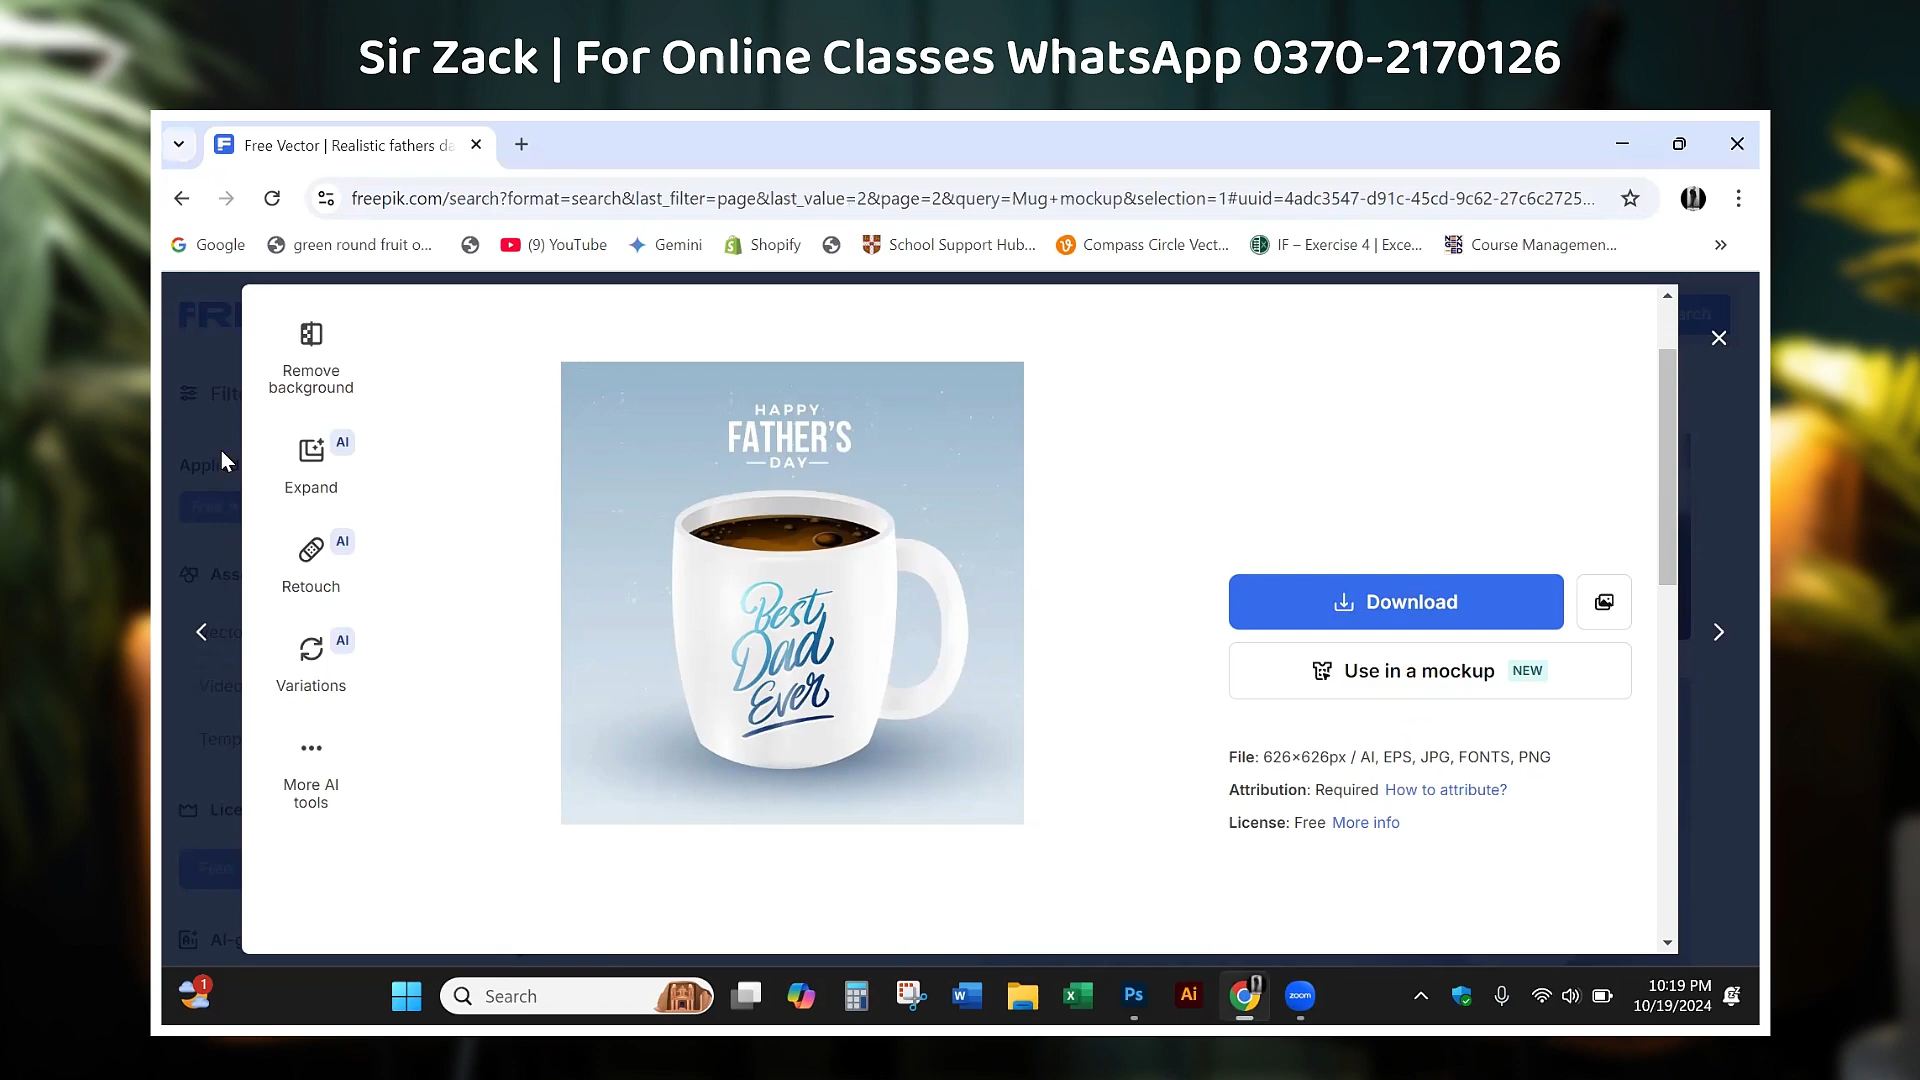 Sir Zack | For Online Classes WhatsApp 0370-2170126
Free Vector | Realistic fathers da
freepik.com/search?format=search&last_filter=page&last_value=2&page=2&query=Mug+mockup&selection=1#uuid=4adc3547-d91c-45cd-9c62-27c6c2725...
Google
green round fruit o...
(9) YouTube
Gemini
Shopify
School Support Hub...
Compass Circle Vect...
IF – Exercise 4 | Exce...
Course Managemen...
Remove
background
AI
Expand
AI
Retouch
AI
Variations
More AI
tools
HAPPY
FATHER'S
DAY
Best
Dad
Ever
Download
Use in a mockup NEW
File: 626×626px / AI, EPS, JPG, FONTS, PNG
Attribution: Required How to attribute?
License: Free More info
1
Search
Ps
Ai
zoom
10:19 PM
10/19/2024